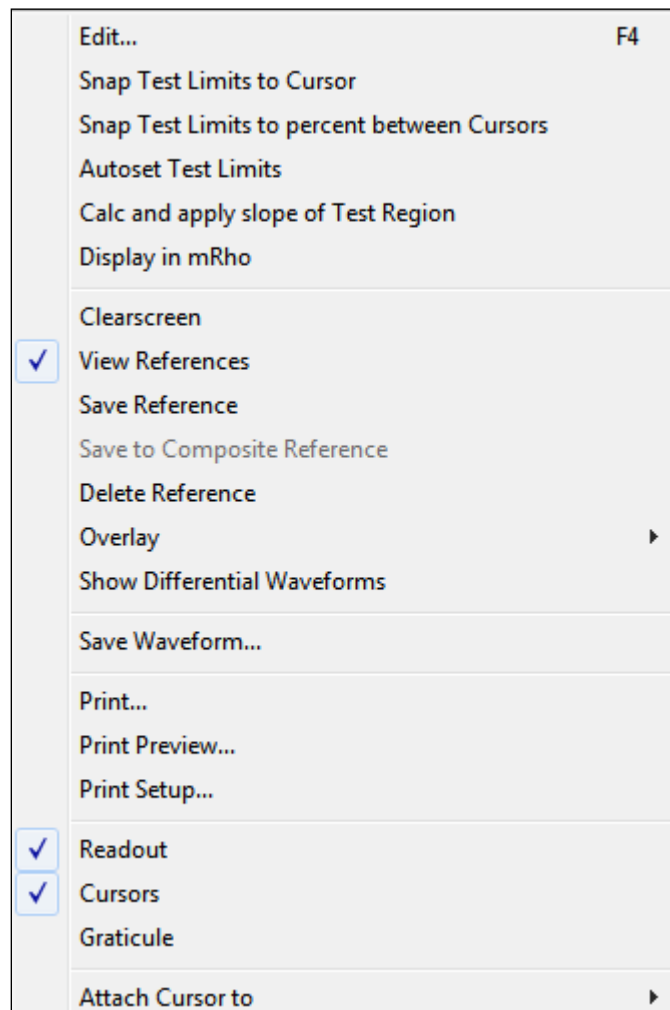 Edit... F4
Snap Test Limits to Cursor
Snap Test Limits to percent between Cursors
Autoset Test Limits
Calc and apply slope of Test Region
Display in mRho
Clearscreen
View References
Save Reference
Save to Composite Reference
Delete Reference
Overlay
Show Differential Waveforms
Save Waveform...
Print...
Print Preview...
Print Setup...
Readout
Cursors
Graticule
Attach Cursor to